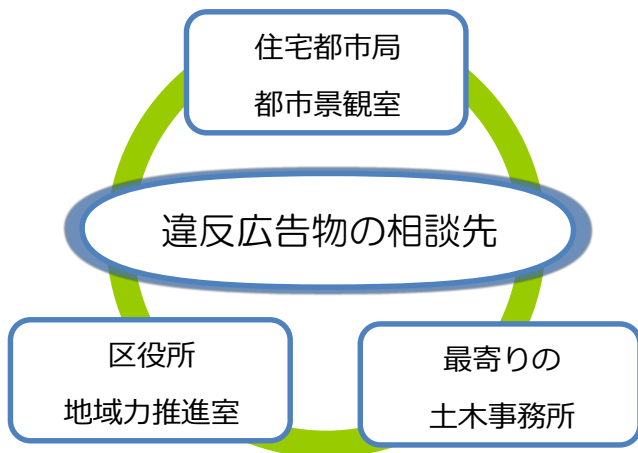 住宅都市局
都市景観室
違反広告物の相談先
区役所
地域力推進室
最寄りの
土木事務所